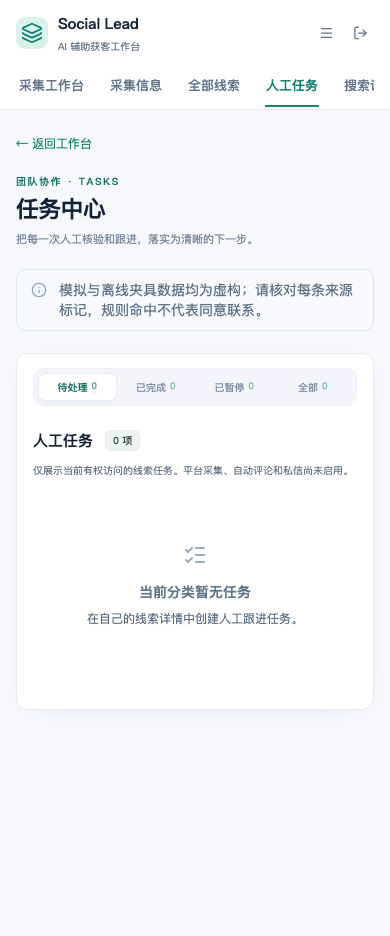 Social Lead
AI 辅助获客工作台
采集工作台 采集信息 全部线索 人工任务 搜索
← 返回工作台
团队协作 · TASKS
任务中心
把每一次人工核验和跟进，落实为清晰的下一步。
模拟与离线夹具数据均为虚构；请核对每条来源
标记，规则命中不代表同意联系。
待处理 0 已完成 0 已暂停 0 全部 0
人工任务 0 项
仅展示当前有权访问的线索任务。平台采集、自动评论和私信尚未启用。
当前分类暂无任务
在自己的线索详情中创建人工跟进任务。